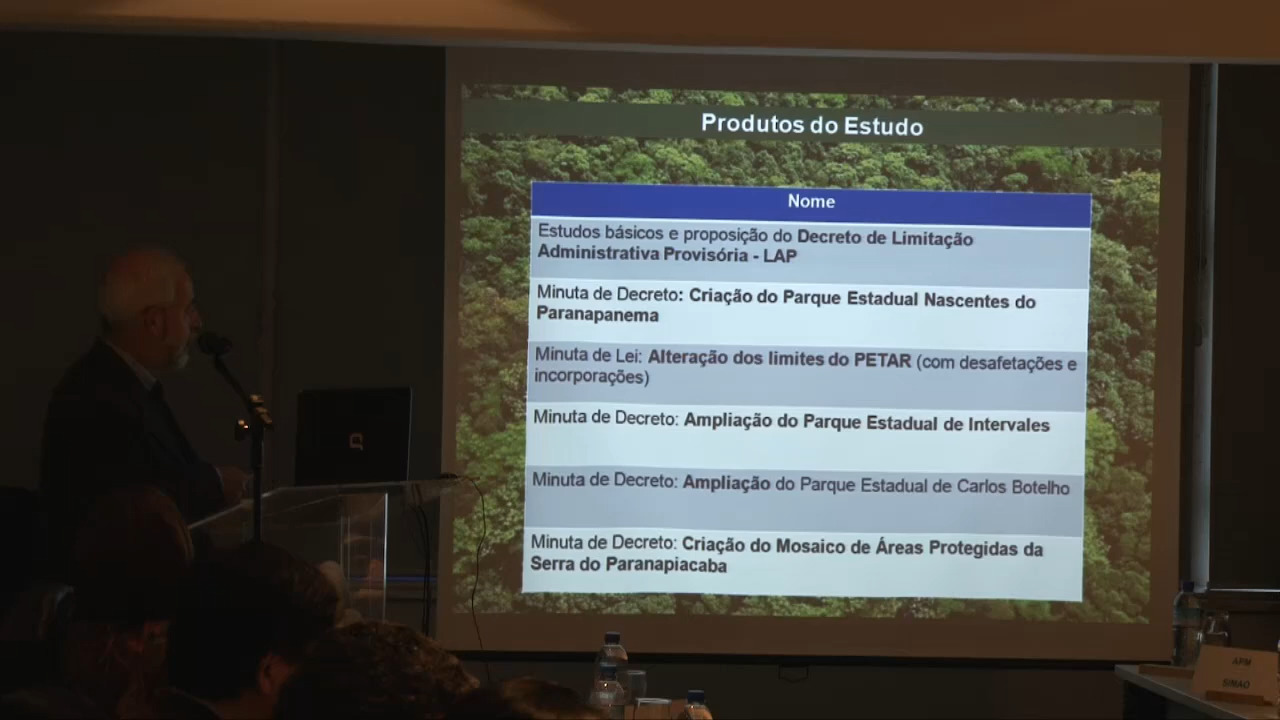 Produtos do Estudo
Nome
Estudos básicos e proposição do Decreto de Limitação
Administrativa Provisória - LAP
Minuta de Decreto: Criação do Parque Estadual Nascentes do
Paranapanema
Minuta de Lei: Alteração dos limites do PETAR (com desafetações e
incorporações)
Minuta de Decreto: Ampliação do Parque Estadual de Intervales
Minuta de Decreto: Ampliação do Parque Estadual de Carlos Botelho
Minuta de Decreto: Criação do Mosaico de Áreas Protegidas da
Serra do Paranapiacaba